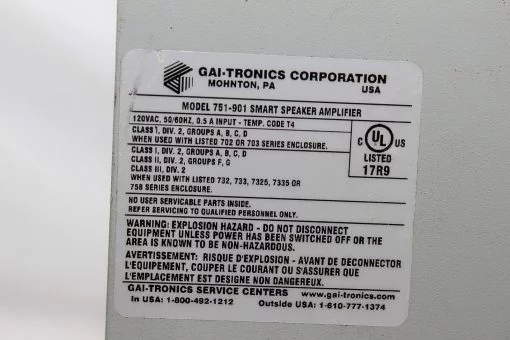 GAI-TRONICS CORPORATION
MOHNTON, PA USA
MODEL 751-901 SMART SPEAKER AMPLIFIER
120VAC, 50/60HZ, 0.5 A INPUT - TEMP. CODE T4
CLASS I, DIV. 2, GROUPS A, B, C, D
WHEN USED WITH LISTED 702 OR 703 SERIES ENCLOSURE.
CLASS I, DIV. 2, GROUPS A, B, C, D
CLASS II, DIV. 2, GROUPS F, G
CLASS III, DIV. 2
WHEN USED WITH LISTED 732, 733, 7325, 7335 OR
758 SERIES ENCLOSURE.
C UL US
LISTED
17R9
NO USER SERVICABLE PARTS INSIDE.
REFER SERVICING TO QUALIFIED PERSONNEL ONLY.
WARNING: EXPLOSION HAZARD - DO NOT DISCONNECT
EQUIPMENT UNLESS POWER HAS BEEN SWITCHED OFF OR THE
AREA IS KNOWN TO BE NON-HAZARDOUS.
AVERTISSEMENT: RISQUE D'EXPLOSION - AVANT DE DECONNECTOR
L'EQUIPEMENT, COUPER LE COURANT OU S'ASSURER QUE
L'EMPLACEMENT EST DESIGNE NON DANGEREUX.
GAI-TRONICS SERVICE CENTERS www.gai-tronics.com
In USA: 1-800-492-1212 Outside USA: 1-610-777-1374